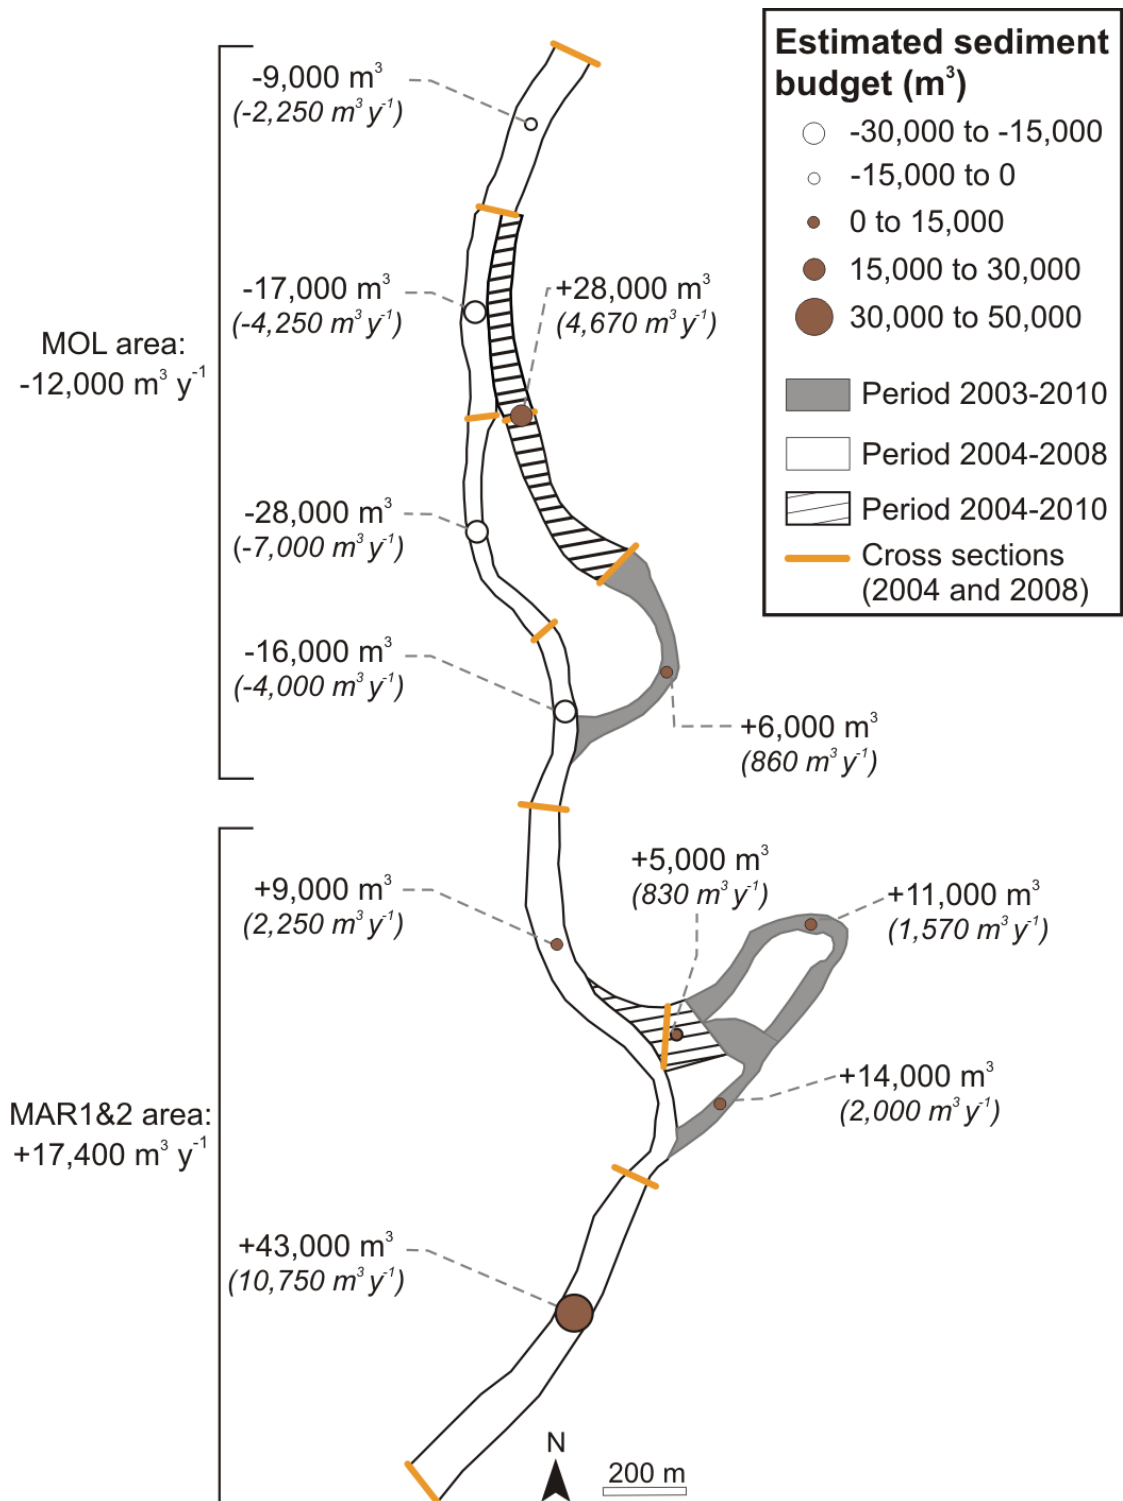 Estimated sediment
budget (m³)
-30,000 to -15,000
-15,000 to 0
0 to 15,000
15,000 to 30,000
30,000 to 50,000
Period 2003-2010
Period 2004-2008
Period 2004-2010
Cross sections
(2004 and 2008)
-9,000 m³
(-2,250 m³ y⁻¹)
-17,000 m³
(-4,250 m³ y⁻¹)
+28,000 m³
(4,670 m³ y⁻¹)
MOL area:
-12,000 m³ y⁻¹
-28,000 m³
(-7,000 m³ y⁻¹)
-16,000 m³
(-4,000 m³ y⁻¹)
+6,000 m³
(860 m³ y⁻¹)
+5,000 m³
(830 m³ y⁻¹)
+9,000 m³
(2,250 m³ y⁻¹)
+11,000 m³
(1,570 m³ y⁻¹)
+14,000 m³
(2,000 m³ y⁻¹)
MAR1&2 area:
+17,400 m³ y⁻¹
+43,000 m³
(10,750 m³ y⁻¹)
N
200 m